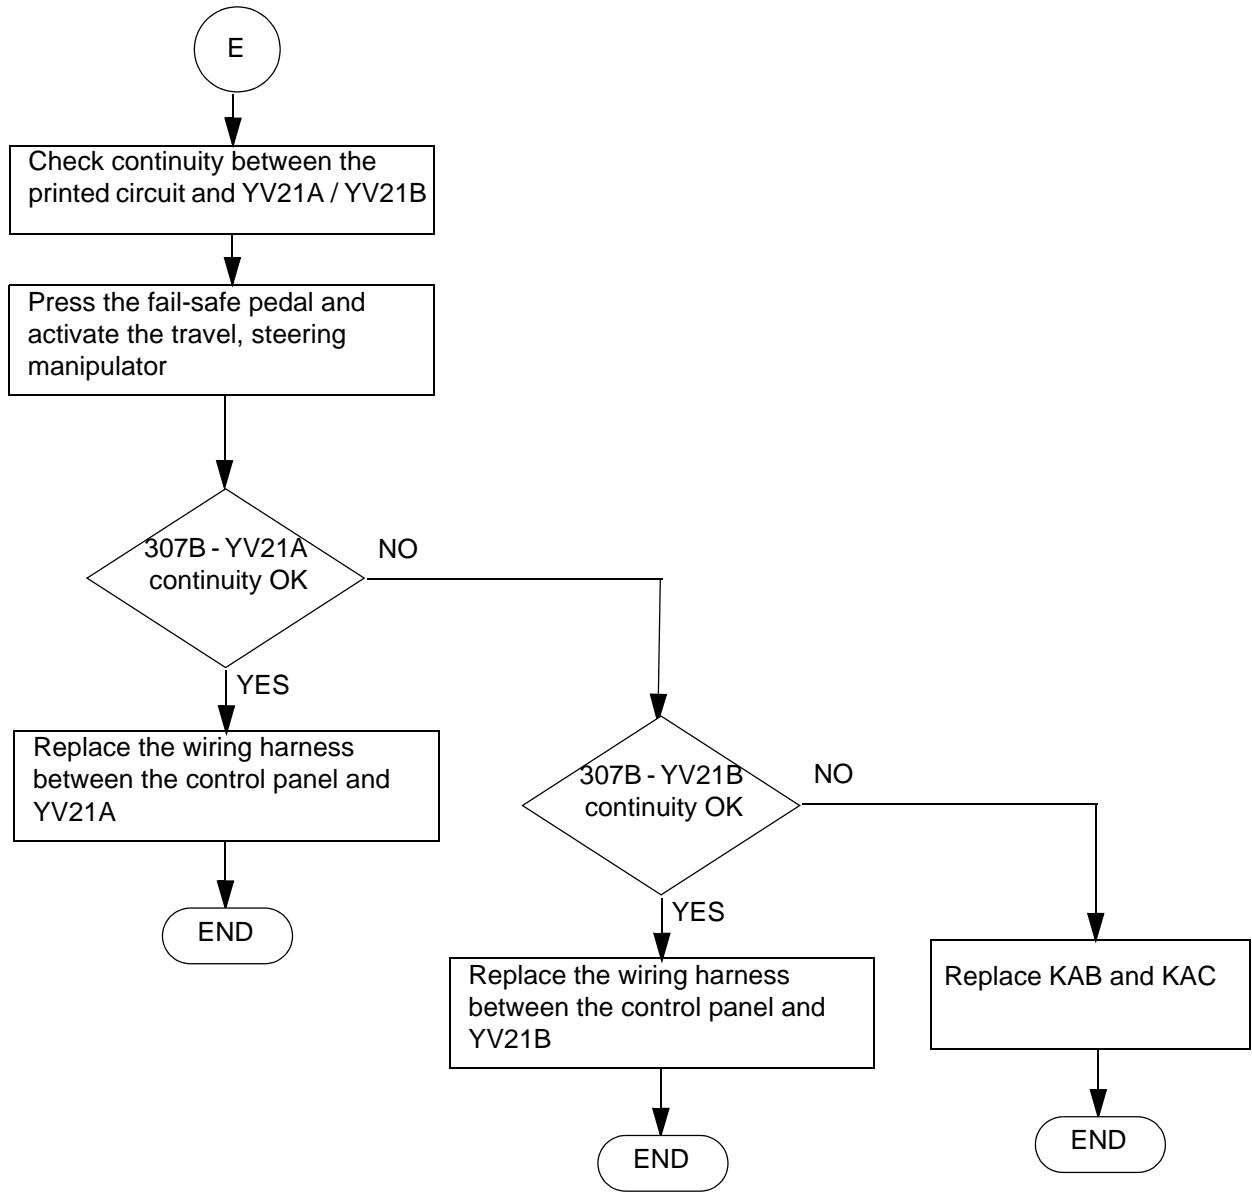 E
Check continuity between the
printed circuit and YV21A / YV21B
Press the fail-safe pedal and
activate the travel, steering
manipulator
307B - YV21A
continuity OK
NO
YES
Replace the wiring harness
between the control panel and
YV21A
END
307B - YV21B
continuity OK
NO
YES
Replace the wiring harness
between the control panel and
YV21B
END
Replace KAB and KAC
END